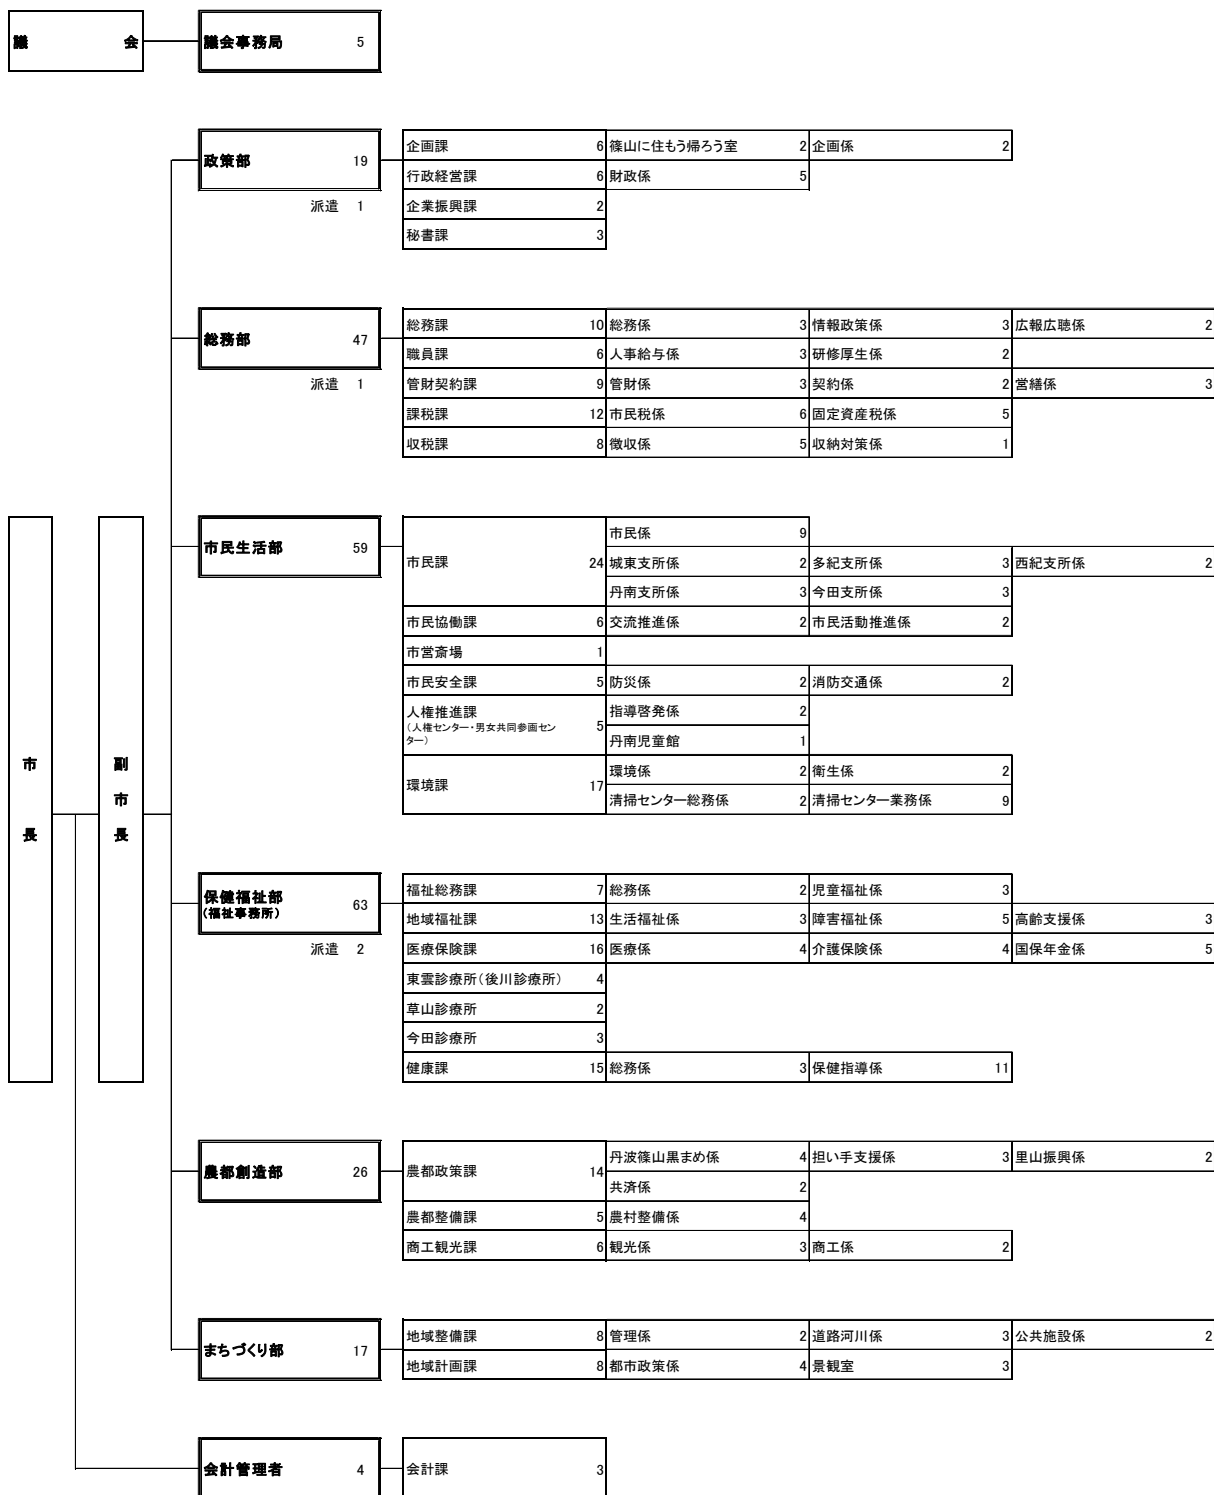 議 会 議会事務局 5
政策部 19 企画課 6 篠山に住もう帰ろう室 2 企画係 2
行政経営課 6 財政係 5
派遣 1 企業振興課 2
秘書課 3
総務部 47 総務課 10 総務係 3 情報政策係 3 広報広聴係 2
職員課 6 人事給与係 3 研修厚生係 2
派遣 1 管財契約課 9 管財係 3 契約係 2 営繕係 3
課税課 12 市民税係 6 固定資産税係 5
収税課 8 徴収係 5 収納対策係 1
市長
副市長
市民生活部 59 市民課 24 市民係 9
城東支所係 2 多紀支所係 3 西紀支所係 2
丹南支所係 3 今田支所係 3
市民協働課 6 交流推進係 2 市民活動推進係 2
市営斎場 1
市民安全課 5 防災係 2 消防交通係 2
人権推進課 5 指導啓発係 2
(人権センター・男女共同参画セン
ター)
丹南児童館 1
環境課 17 環境係 2 衛生係 2
清掃センター総務係 2 清掃センター業務係 9
保健福祉部 63 福祉総務課 7 総務係 2 児童福祉係 3
(福祉事務所)
地域福祉課 13 生活福祉係 3 障害福祉係 5 高齢支援係 3
派遣 2 医療保険課 16 医療係 4 介護保険係 4 国保年金係 5
東雲診療所(後川診療所) 4
草山診療所 2
今田診療所 3
健康課 15 総務係 3 保健指導係 11
農都創造部 26 農都政策課 14 丹波篠山黒まめ係 4 担い手支援係 3 里山振興係 2
共済係 2
農都整備課 5 農村整備係 4
商工観光課 6 観光係 3 商工係 2
まちづくり部 17 地域整備課 8 管理係 2 道路河川係 3 公共施設係 2
地域計画課 8 都市政策係 4 景観室 3
会計管理者 4 会計課 3